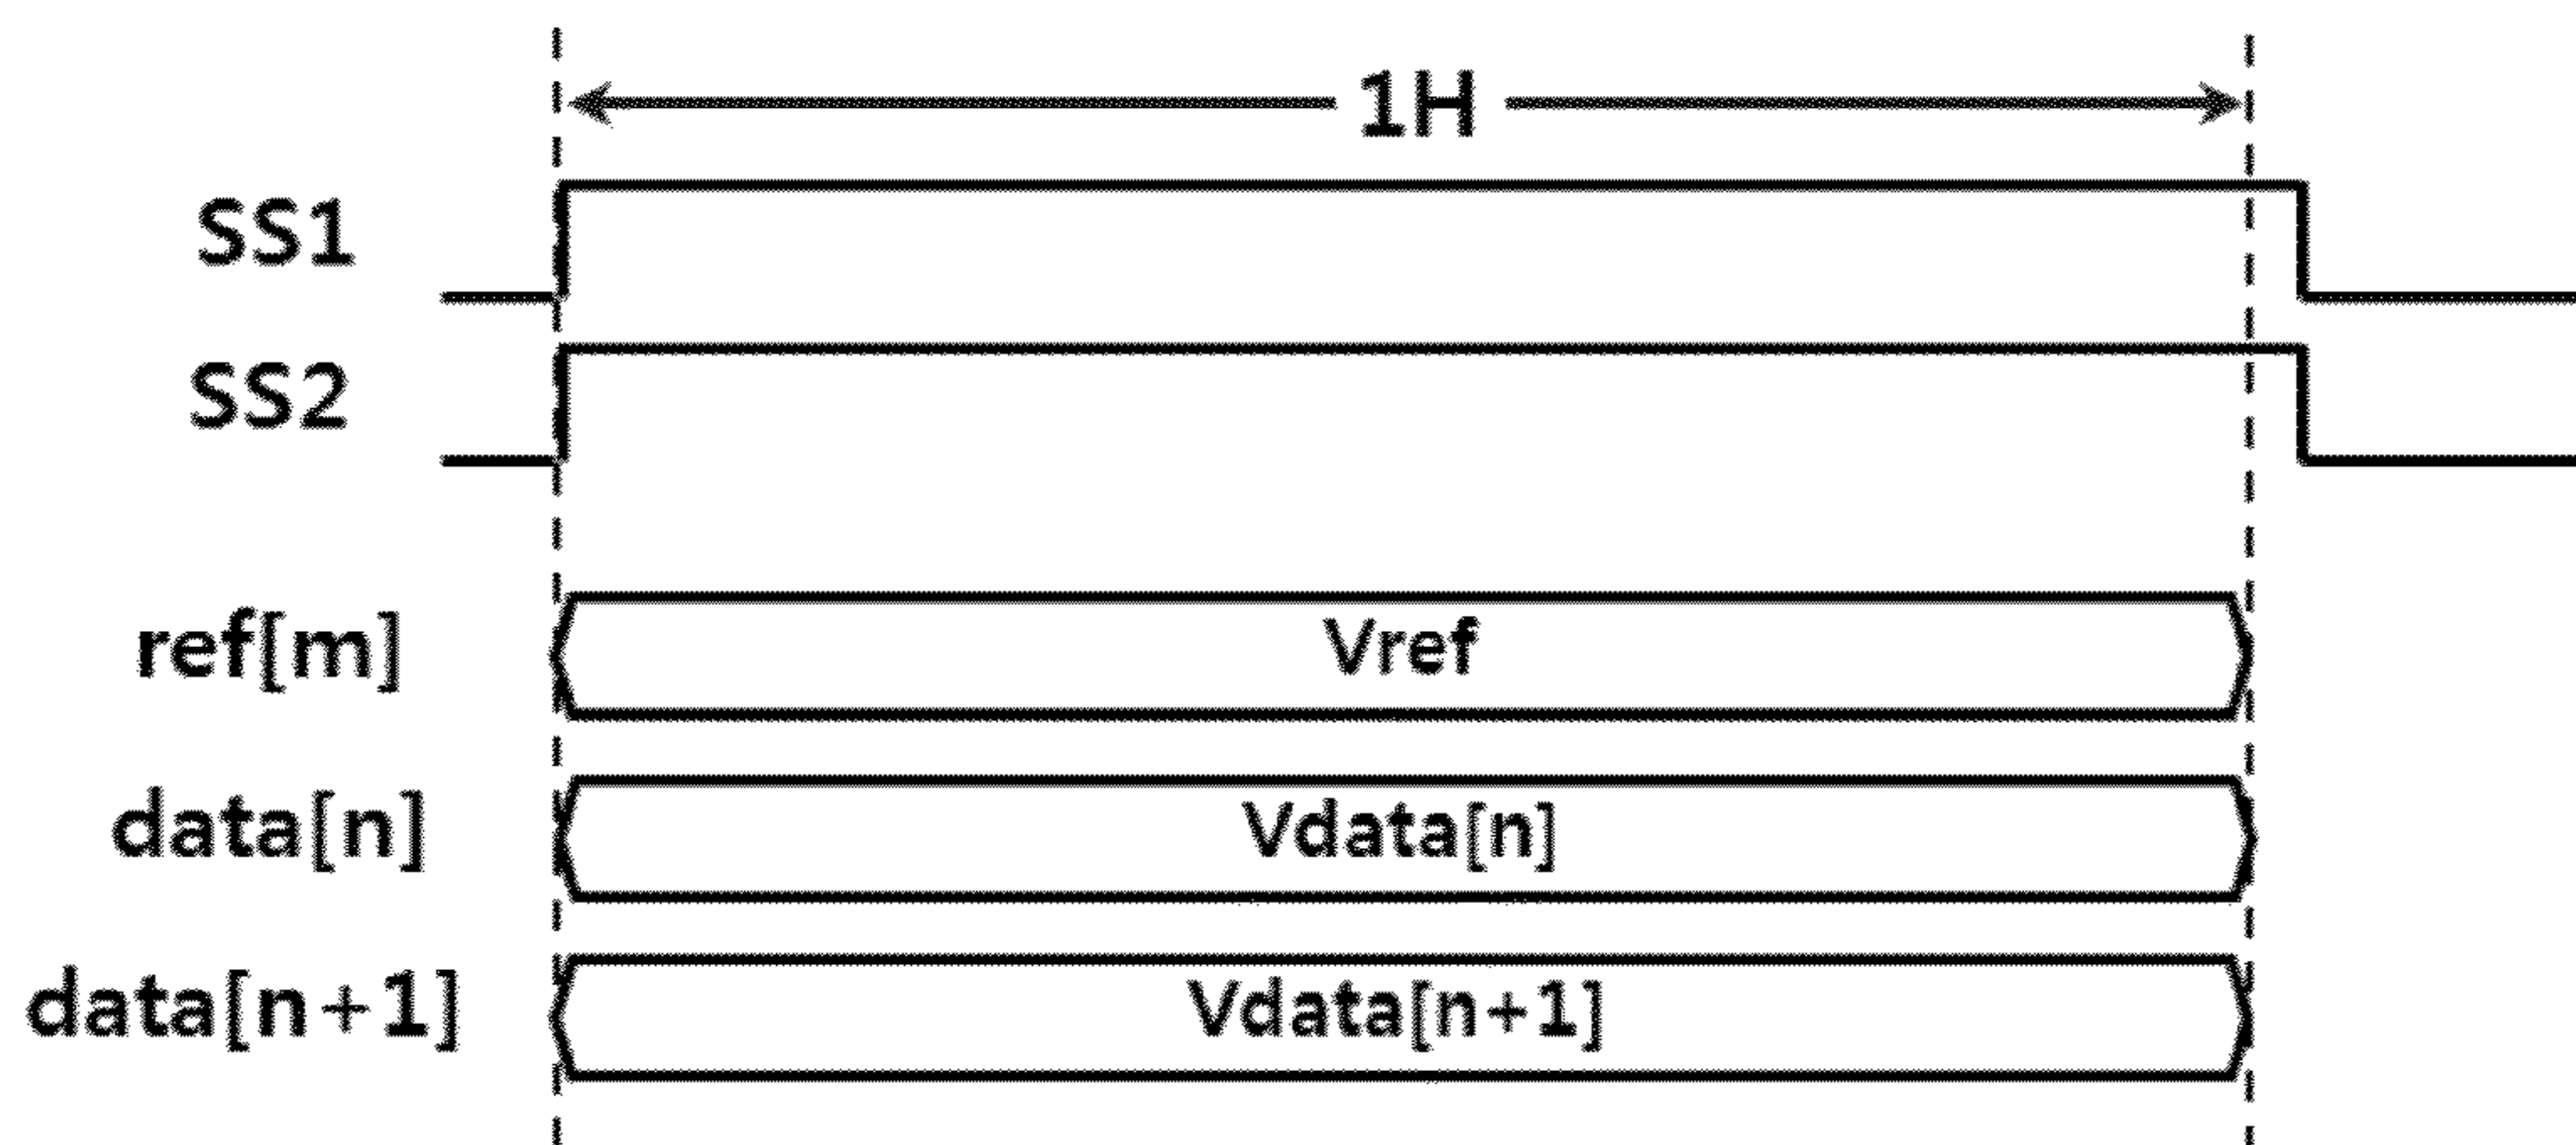 1H
SS1
SS2
ref[m] Vref
data[n] Vdata[n]
data[n+1] Vdata[n+1]